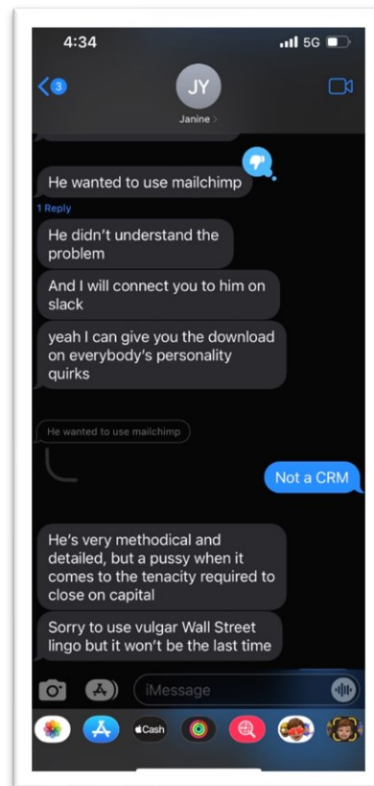 4:34
5G
3
JY
Janine >
He wanted to use mailchimp
1 Reply
He didn't understand the
problem
And I will connect you to him on
slack
yeah I can give you the download
on everybody's personality
quirks
He wanted to use mailchimp
Not a CRM
He's very methodical and
detailed, but a pussy when it
comes to the tenacity required to
close on capital
Sorry to use vulgar Wall Street
lingo but it won't be the last time
iMessage
Cash